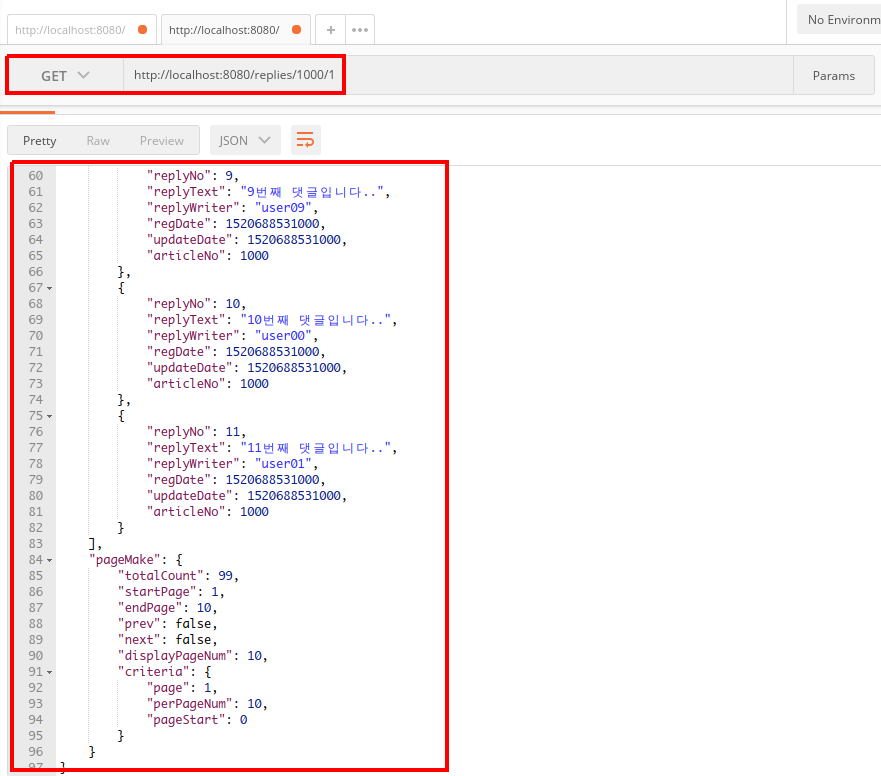 http://localhost:8080/
http://localhost:8080/
+
•••
No Environm
GET
http://localhost:8080/replies/1000/1
Params
Pretty
Raw
Preview
JSON
60 "replyNo": 9,
61 "replyText": "9번째 댓글입니다..",
62 "replyWriter": "user09",
63 "regDate": 1520688531000,
64 "updateDate": 1520688531000,
65 "articleNo": 1000
66 },
67 {
68 "replyNo": 10,
69 "replyText": "10번째 댓글입니다..",
70 "replyWriter": "user00",
71 "regDate": 1520688531000,
72 "updateDate": 1520688531000,
73 "articleNo": 1000
74 },
75 {
76 "replyNo": 11,
77 "replyText": "11번째 댓글입니다..",
78 "replyWriter": "user01",
79 "regDate": 1520688531000,
80 "updateDate": 1520688531000,
81 "articleNo": 1000
82 }
83 ],
84 "pageMake": {
85 "totalCount": 99,
86 "startPage": 1,
87 "endPage": 10,
88 "prev": false,
89 "next": false,
90 "displayPageNum": 10,
91 "criteria": {
92 "page": 1,
93 "perPageNum": 10,
94 "pageStart": 0
95 }
96 }
97 }